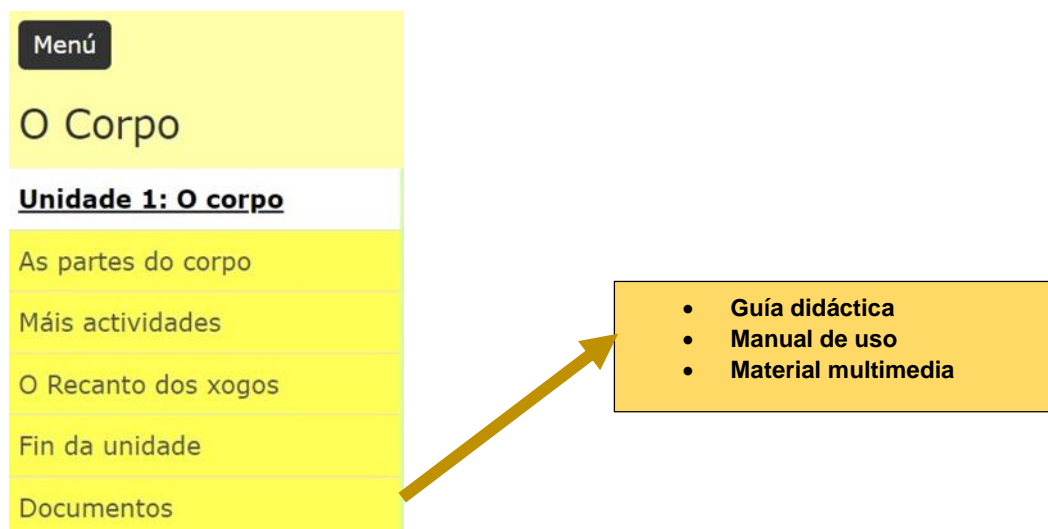 Menú
O Corpo
Unidade 1: O corpo
As partes do corpo
Máis actividades
O Recanto dos xogos
Fin da unidade
Documentos
• Guía didáctica
• Manual de uso
• Material multimedia